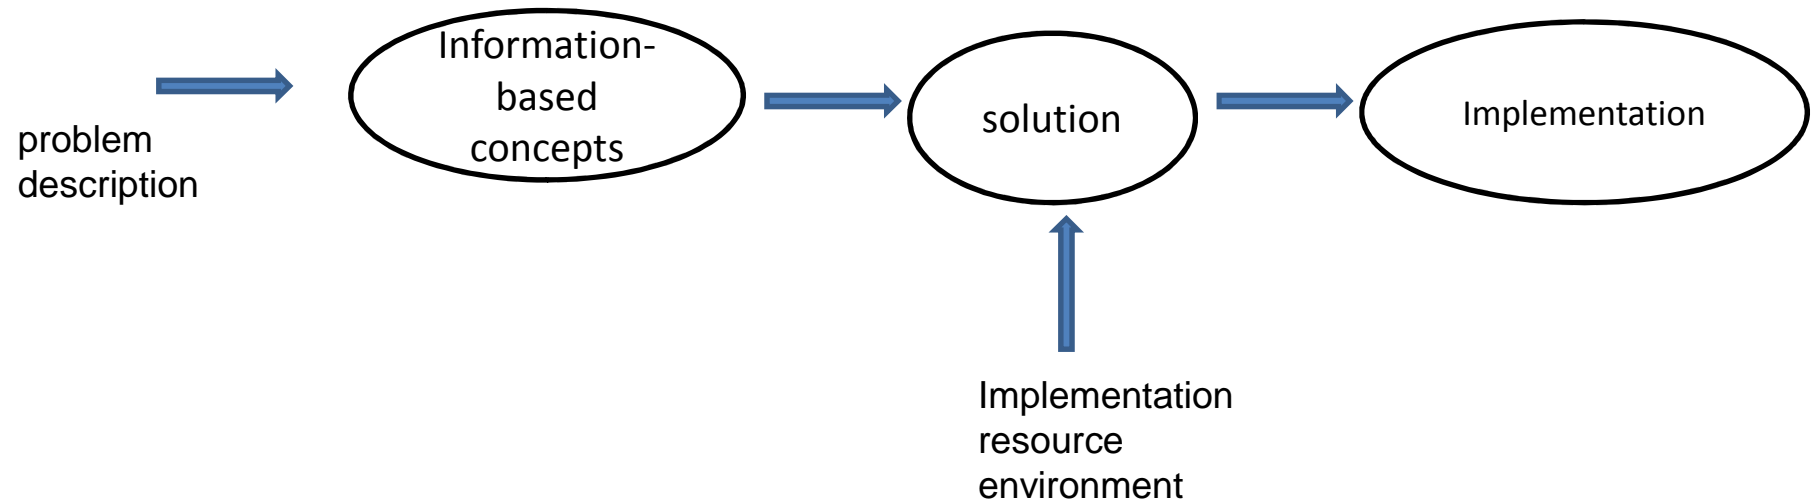 problem
description
Information-
based
concepts
solution
Implementation
Implementation
resource
environment